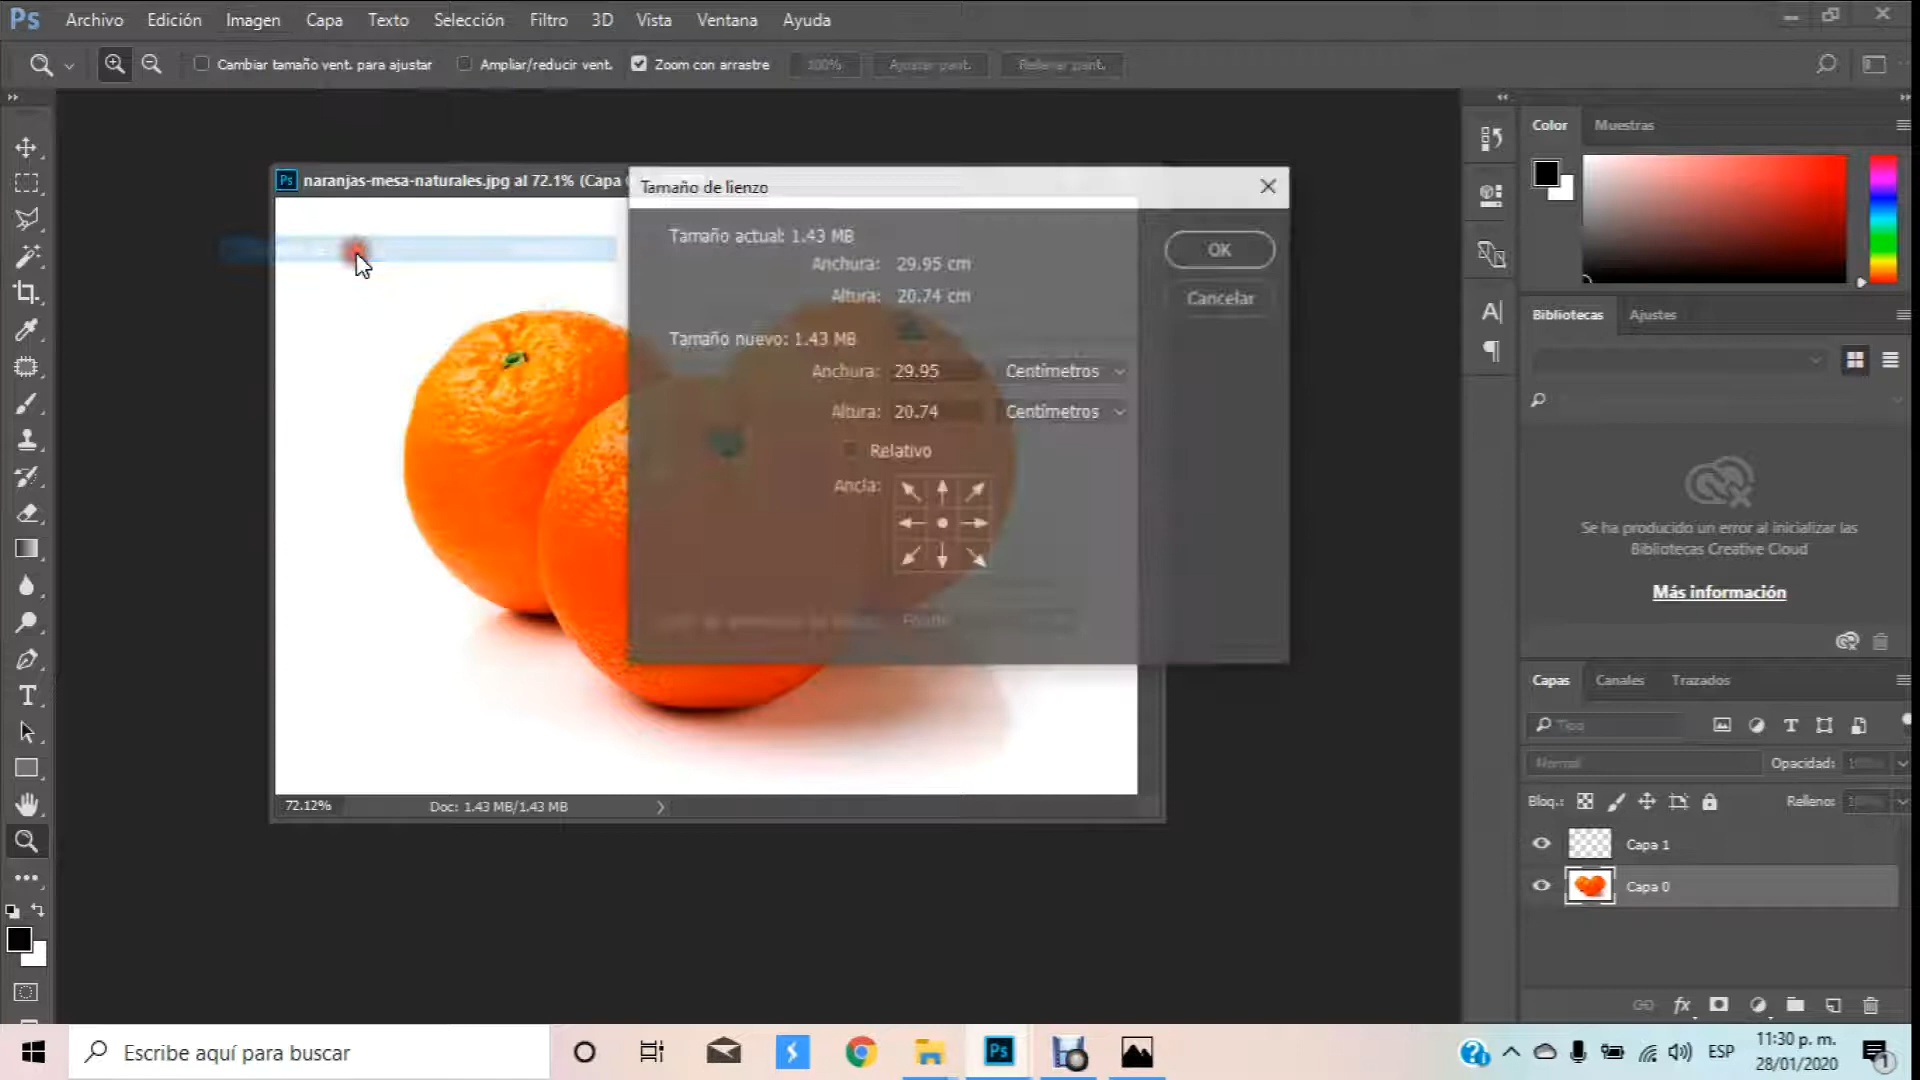 Ps Archivo Edición Imagen Capa Texto Selección Filtro 3D Vista Ventana Ayuda
Cambiar tamaño vent. para ajustar Ampliar/reducir vent. Zoom con arrastre 100% Ajustar pant. Rellenar pant.
Color Muestras
Ps naranjas-mesa-naturales.jpg al 72.1% (Capa
Tamaño de lienzo
Tamaño actual: 1.43 MB
Anchura: 29.95 cm
Altura: 20.74 cm
OK
Cancelar
Tamaño nuevo: 1.43 MB
Anchura: 29.95 Centímetros
Altura: 20.74 Centímetros
Relativo
Ancla:
72.12% Doc: 1.43 MB/1.43 MB
Bibliotecas Ajustes
Se ha producido un error al inicializar las
Bibliotecas Creative Cloud
Más información
Capas Canales Trazados
Tipo
Normal Opacidad: 100%
Bloq.: Relleno:
Capa 1
Capa 0
fx
Escribe aquí para buscar
Ps
ESP
11:30 p. m.
28/01/2020
1